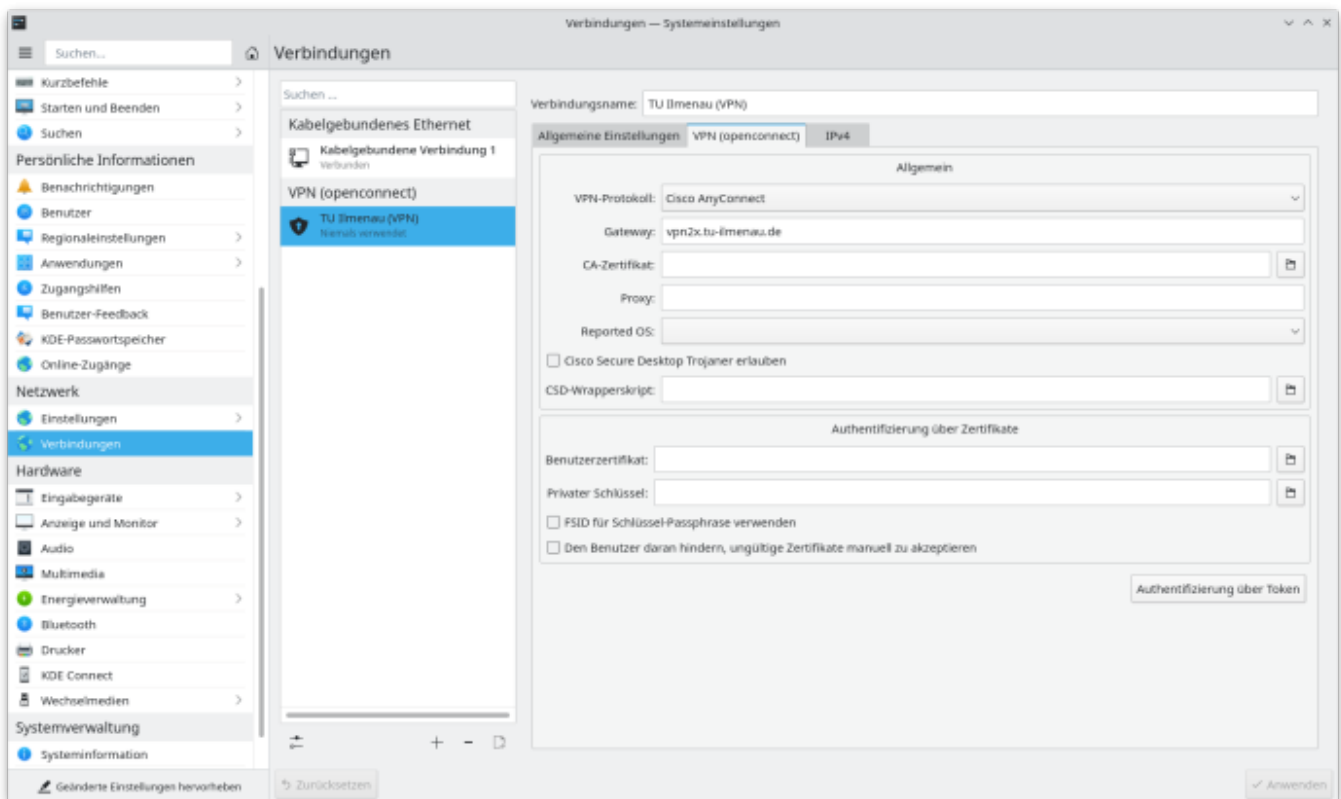 Verbindungen — Systemeinstellungen
Suchen...
Verbindungen
Kurzbefehle
Starten und Beenden
Suchen
Persönliche Informationen
Benachrichtigungen
Benutzer
Regionaleinstellungen
Anwendungen
Zugangshilfen
Benutzer-Feedback
KDE-Passwortspeicher
Online-Zugänge
Netzwerk
Einstellungen
Verbindungen
Hardware
Eingabegeräte
Anzeige und Monitor
Audio
Multimedia
Energieverwaltung
Bluetooth
Drucker
KDE Connect
Wechselmedien
Systemverwaltung
Systeminformation
Geänderte Einstellungen hervorheben
Suchen ...
Kabelgebundenes Ethernet
Kabelgebundene Verbindung 1
Verbunden
VPN (openconnect)
TU Ilmenau (VPN)
Niemals verwendet
Verbindungsname: TU Ilmenau (VPN)
Allgemeine Einstellungen VPN (openconnect) IPv4
Allgemein
VPN-Protokoll: Cisco AnyConnect
Gateway: vpn2x.tu-ilmenau.de
CA-Zertifikat:
Proxy:
Reported OS:
Cisco Secure Desktop Trojaner erlauben
CSD-Wrapperskript:
Authentifizierung über Zertifikate
Benutzerzertifikat:
Privater Schlüssel:
FSID für Schlüssel-Passphrase verwenden
Den Benutzer daran hindern, ungültige Zertifikate manuell zu akzeptieren
Authentifizierung über Token
Zurücksetzen
Anwenden